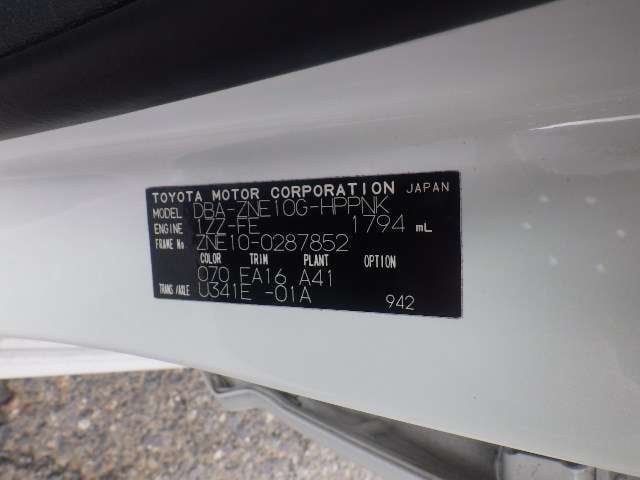 TOYOTA MOTOR CORPORATION JAPAN
MODEL DBA-ZNE10G-HPPNK
ENGINE 1ZZ-FE 1794 mL
FRAME No ZNE10-0287852
COLOR TRIM PLANT OPTION
070 FA16 A41
TRANS/AXLE U341E -01A 942